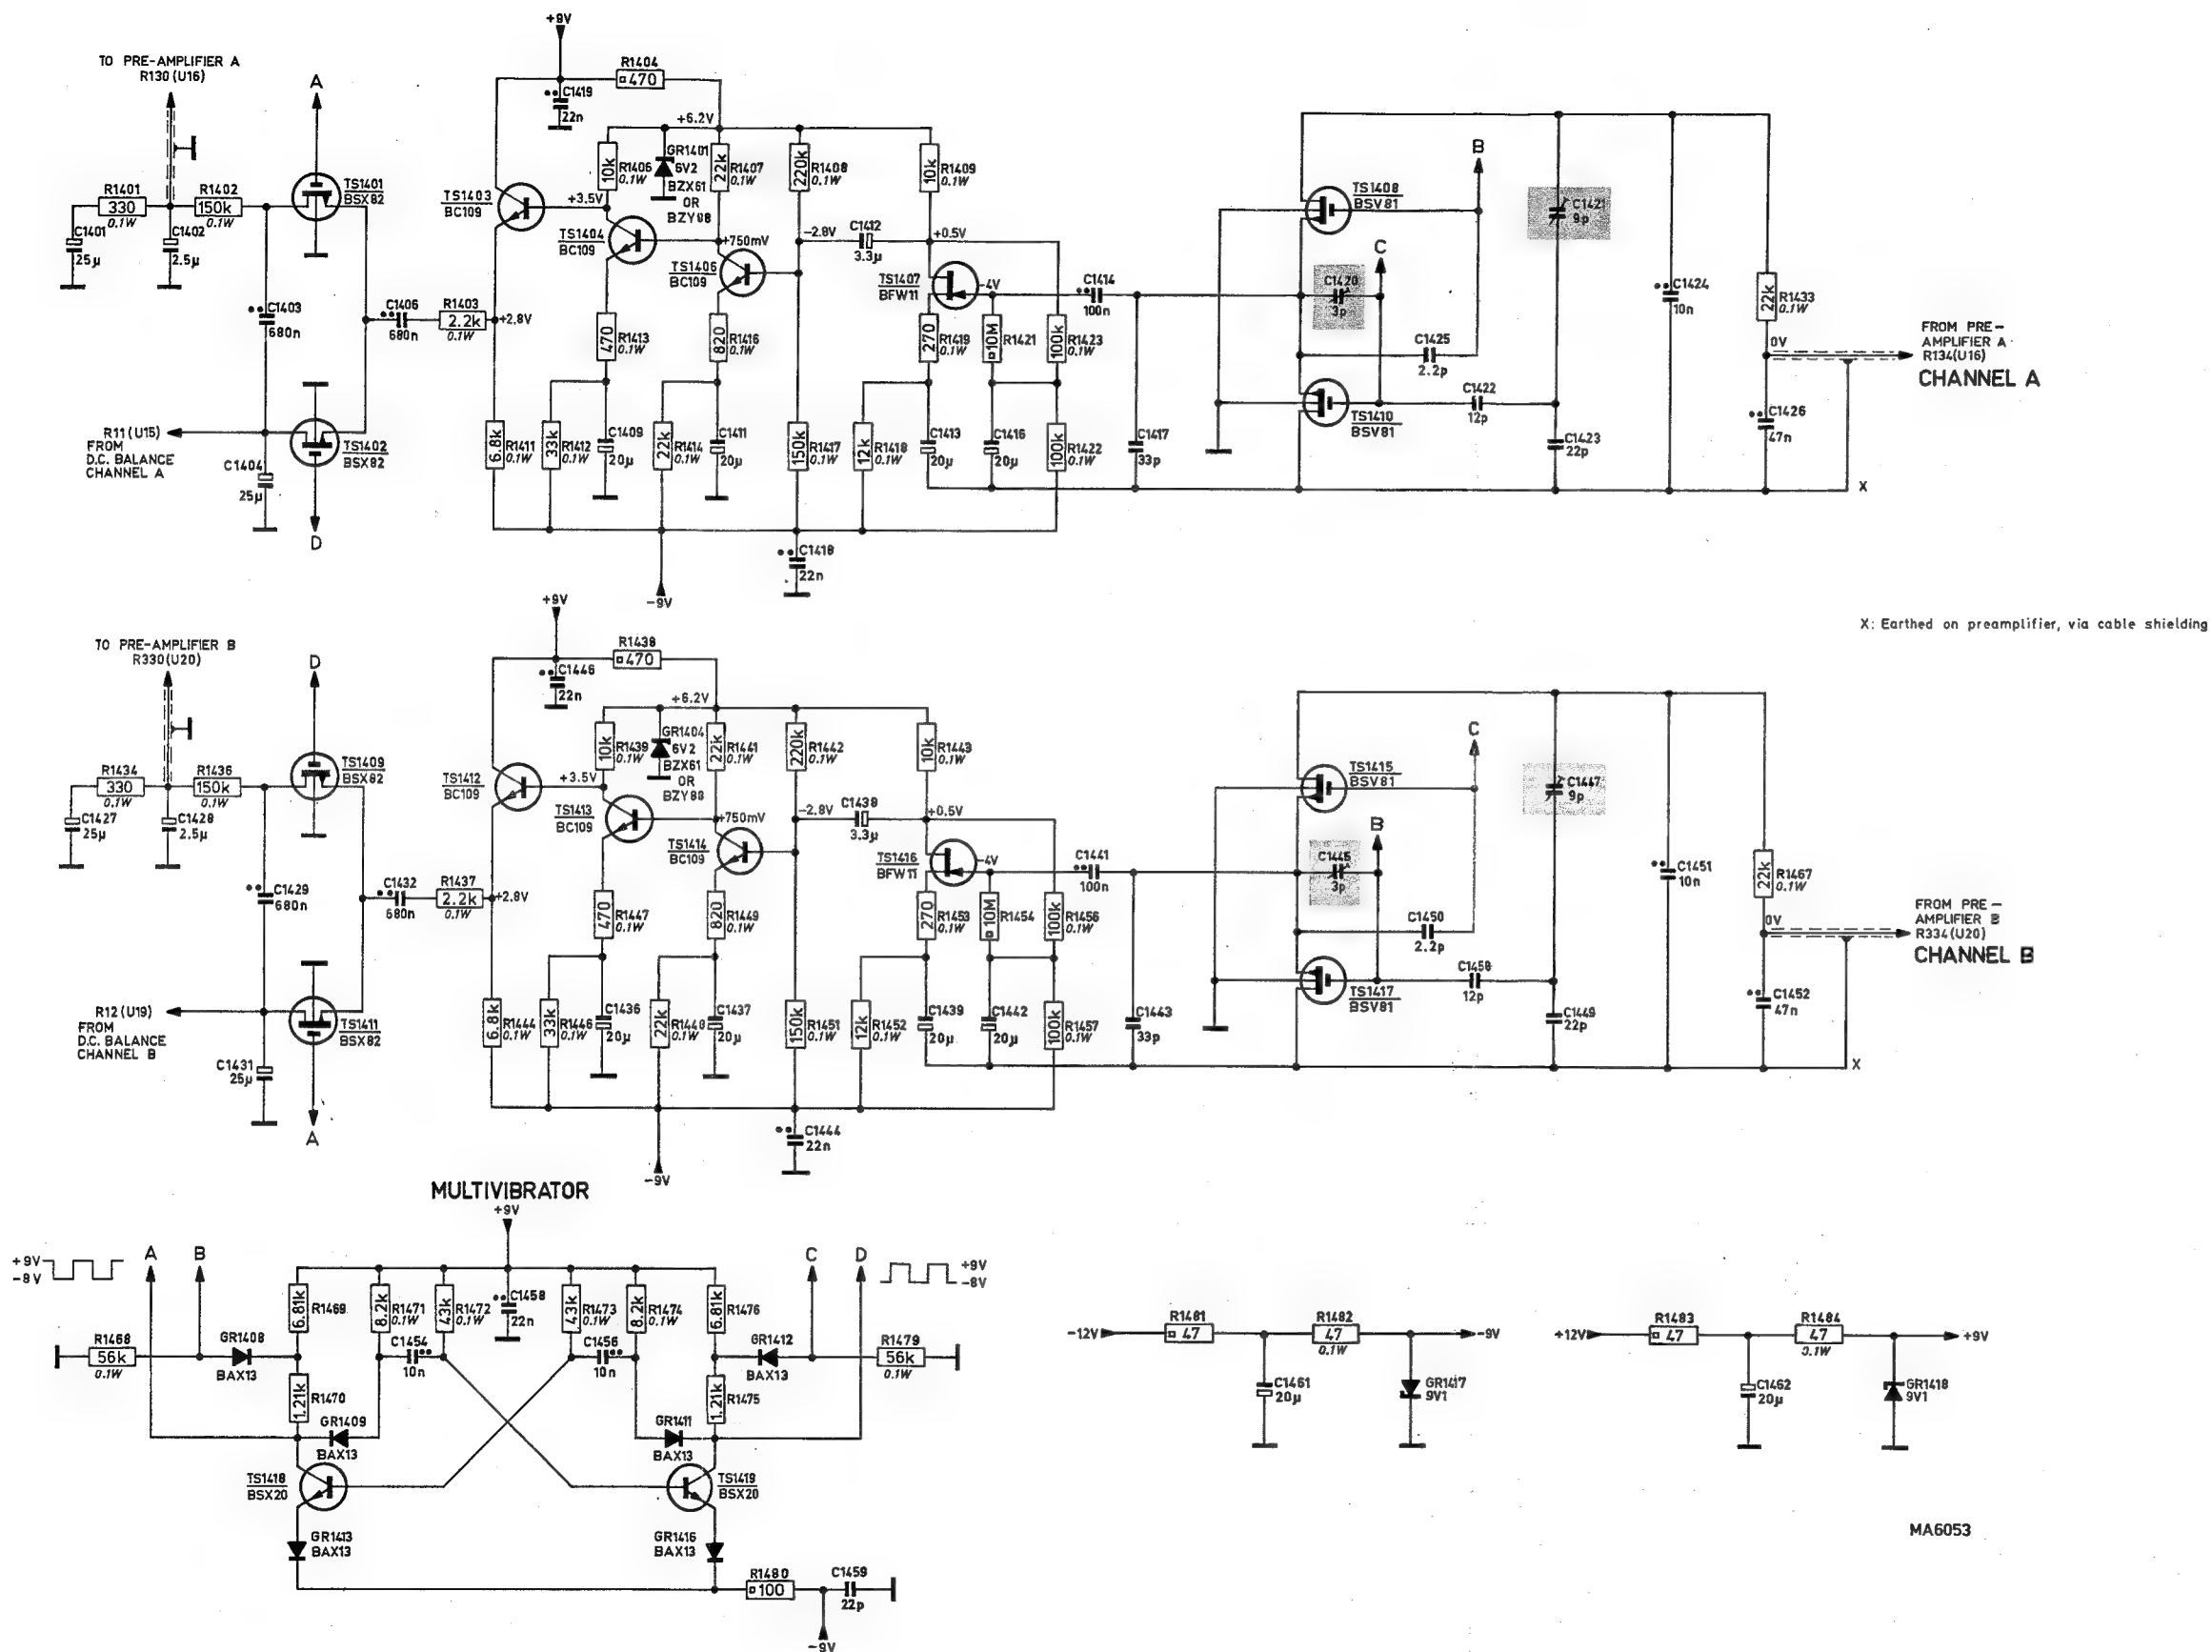 +9V
TO PRE-AMPLIFIER A
R130 (U16)
A
R1404
470
C1419
22n
+6.2V
R1401
330
0.1W
R1402
150k
0.1W
TS1401
BSX82
C1401
25µ
C1402
2.5µ
C1403
680n
C1406
680n
R1403
2.2k
0.1W
+2.8V
R11 (U15)
FROM
D.C. BALANCE
CHANNEL A
C1404
25µ
TS1402
BSX82
D
TS1403
BC109
10k
R1406
0.1W
+3.5V
GR1401
6V2
BZX61
OR
BZY88
22k
R1407
0.1W
220k
R1408
0.1W
10k
R1409
0.1W
TS1404
BC109
+750mV
TS1406
BC109
-2.8V
C1412
3.3µ
+0.5V
TS1407
BFW11
-4V
C1414
100n
470
R1413
0.1W
820
R1416
0.1W
270
R1419
0.1W
10M
R1421
100k
R1423
0.1W
6.8k
R1411
0.1W
33k
R1412
0.1W
C1409
20µ
22k
R1414
0.1W
C1411
20µ
150k
R1417
0.1W
12k
R1418
0.1W
C1413
20µ
C1416
20µ
100k
R1422
0.1W
C1417
33p
C1418
22n
-9V
TS1408
BSV81
B
C1421
9p
C1420
3p
C
C1425
2.2p
TS1410
BSV81
C1422
12p
C1423
22p
C1424
10n
22k
R1433
0.1W
0V
C1426
47n
FROM PRE-
AMPLIFIER A
R134(U16)
CHANNEL A
X
X: Earthed on preamplifier, via cable shielding
+9V
TO PRE-AMPLIFIER B
R330(U20)
D
R1438
470
C1446
22n
+6.2V
R1434
330
0.1W
R1436
150k
0.1W
TS1409
BSX82
C1427
25µ
C1428
2.5µ
C1429
680n
C1432
680n
R1437
2.2k
0.1W
+2.8V
R12 (U19)
FROM
D.C. BALANCE
CHANNEL B
C1431
25µ
TS1411
BSX82
A
TS1412
BC109
10k
R1439
0.1W
+3.5V
GR1404
6V2
BZX61
OR
BZY88
22k
R1441
0.1W
220k
R1442
0.1W
10k
R1443
0.1W
TS1413
BC109
+750mV
TS1414
BC109
-2.8V
C1438
3.3µ
+0.5V
TS1416
BFW11
-4V
C1441
100n
470
R1447
0.1W
820
R1449
0.1W
270
R1453
0.1W
10M
R1454
100k
R1456
0.1W
6.8k
R1444
0.1W
33k
R1446
0.1W
C1436
20µ
22k
R1448
0.1W
C1437
20µ
150k
R1451
0.1W
12k
R1452
0.1W
C1439
20µ
C1442
20µ
100k
R1457
0.1W
C1443
33p
C1444
22n
-9V
TS1415
BSV81
C
C1447
9p
C1445
3p
B
C1450
2.2p
TS1417
BSV81
C1458
12p
C1449
22p
C1451
10n
22k
R1467
0.1W
0V
C1452
47n
FROM PRE-
AMPLIFIER B
R334(U20)
CHANNEL B
X
MULTIVIBRATOR
+9V
+9V
-8V
A
B
C
D
+9V
-8V
6.81k
R1469
8.2k
R1471
0.1W
43k
R1472
0.1W
C1458
22n
43k
R1473
0.1W
8.2k
R1474
0.1W
6.81k
R1476
R1468
56k
0.1W
GR1408
BAX13
C1454
10n
C1456
10n
GR1412
BAX13
R1479
56k
0.1W
1.21k
R1470
GR1409
BAX13
GR1411
BAX13
1.21k
R1475
TS1418
BSX20
TS1419
BSX20
GR1413
BAX13
GR1416
BAX13
R1480
100
C1459
22p
-9V
-12V
R1481
47
R1482
47
0.1W
-9V
C1461
20µ
GR1417
9V1
+12V
R1483
47
R1484
47
0.1W
+9V
C1462
20µ
GR1418
9V1
MA6053